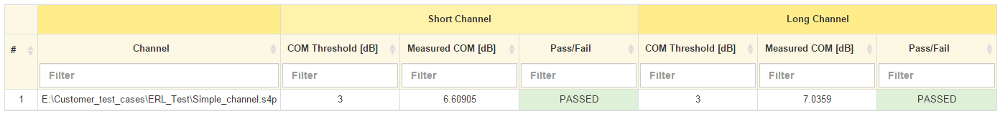 Short Channel Long Channel
# Channel COM Threshold [dB] Measured COM [dB] Pass/Fail COM Threshold [dB] Measured COM [dB] Pass/Fail
Filter Filter Filter Filter Filter Filter Filter
1 E:\Customer_test_cases\ERL_Test\Simple_channel.s4p 3 6.60905 PASSED 3 7.0359 PASSED